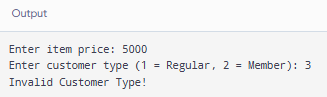 Output
Enter item price: 5000
Enter customer type (1 = Regular, 2 = Member): 3
Invalid Customer Type!